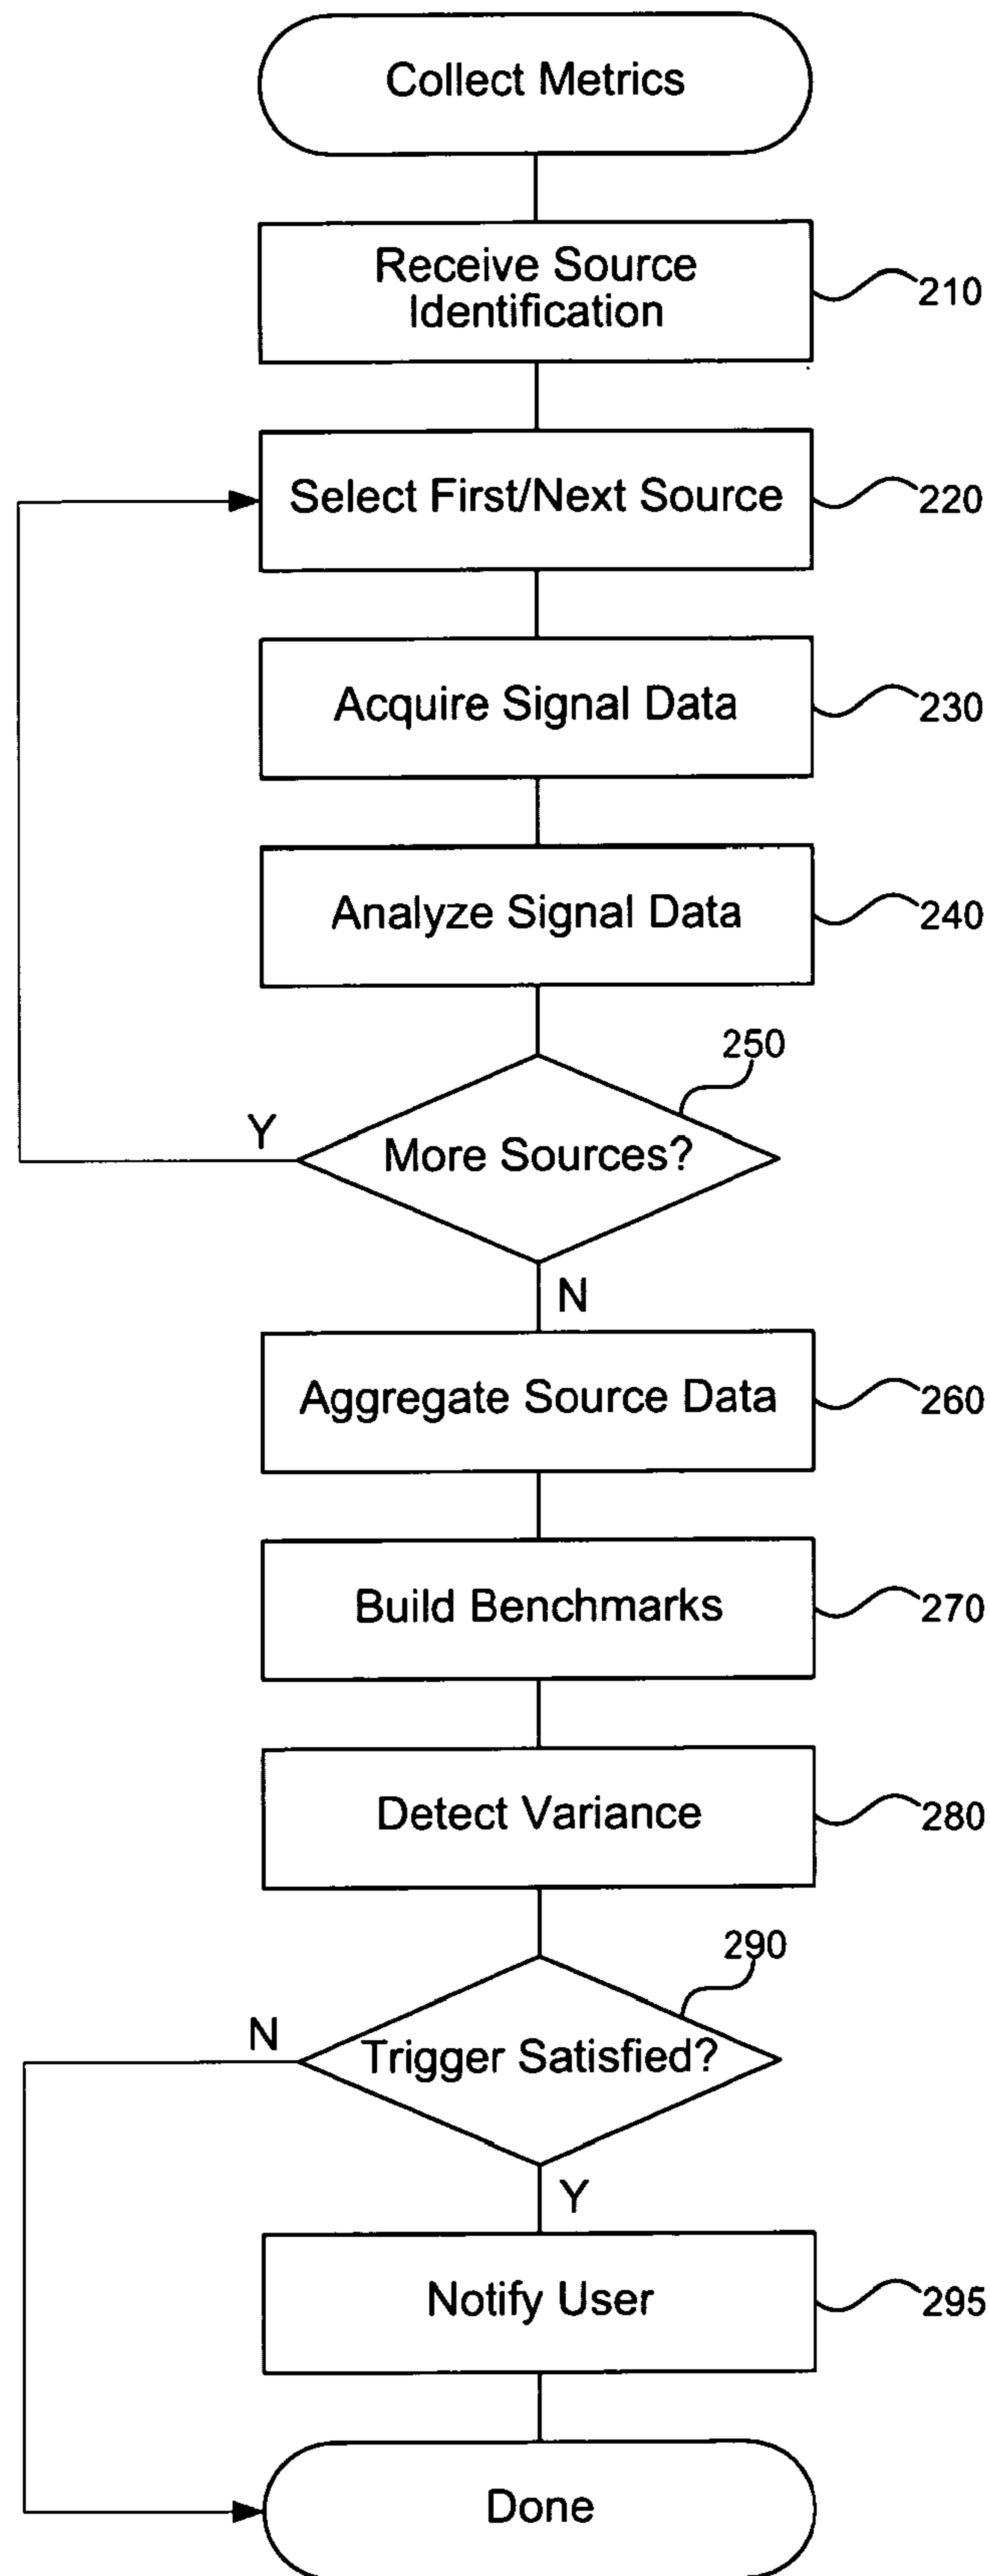 Collect Metrics
Receive Source
Identification
210
Select First/Next Source
220
Acquire Signal Data
230
Analyze Signal Data
240
250
Y
More Sources?
N
Aggregate Source Data
260
Build Benchmarks
270
Detect Variance
280
290
N
Trigger Satisfied?
Y
Notify User
295
Done